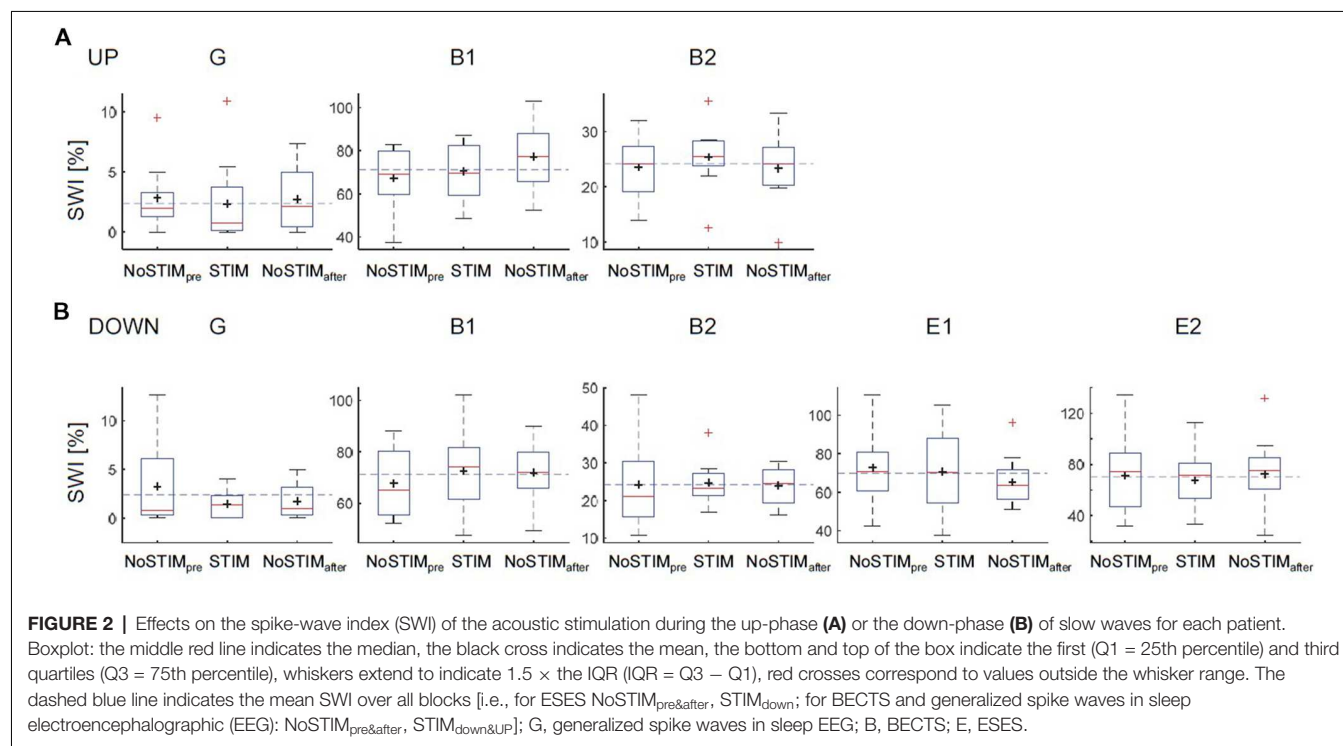 A
UP G B1 B2
SWI [%]
10
5
0
100
80
60
40
30
20
10
NoSTIMpre STIM NoSTIMafter NoSTIMpre STIM NoSTIMafter NoSTIMpre STIM NoSTIMafter
B
DOWN G B1 B2 E1 E2
SWI [%]
10
5
0
100
80
60
50
40
30
20
10
100
80
60
40
120
80
40
NoSTIMpre STIM NoSTIMafter NoSTIMpre STIM NoSTIMafter NoSTIMpre STIM NoSTIMafter NoSTIMpre STIM NoSTIMafter NoSTIMpre STIM NoSTIMafter
FIGURE 2 | Effects on the spike-wave index (SWI) of the acoustic stimulation during the up-phase (A) or the down-phase (B) of slow waves for each patient.
Boxplot: the middle red line indicates the median, the black cross indicates the mean, the bottom and top of the box indicate the first (Q1 = 25th percentile) and third
quartiles (Q3 = 75th percentile), whiskers extend to indicate 1.5 × the IQR (IQR = Q3 − Q1), red crosses correspond to values outside the whisker range. The
dashed blue line indicates the mean SWI over all blocks [i.e., for ESES NoSTIMpre&after, STIMdown; for BECTS and generalized spike waves in sleep
electroencephalographic (EEG): NoSTIMpre&after, STIMdown&UP]; G, generalized spike waves in sleep EEG; B, BECTS; E, ESES.